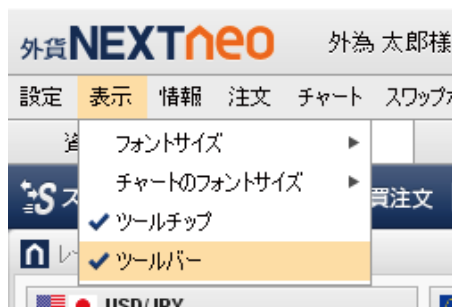 外貨NEXTneo 外為 太郎様
設定 表示 情報 注文 チャート スワップ
資
フォントサイズ
チャートのフォントサイズ
S ス 買注文
ツールチップ
レ
ツールバー
USD/JPY